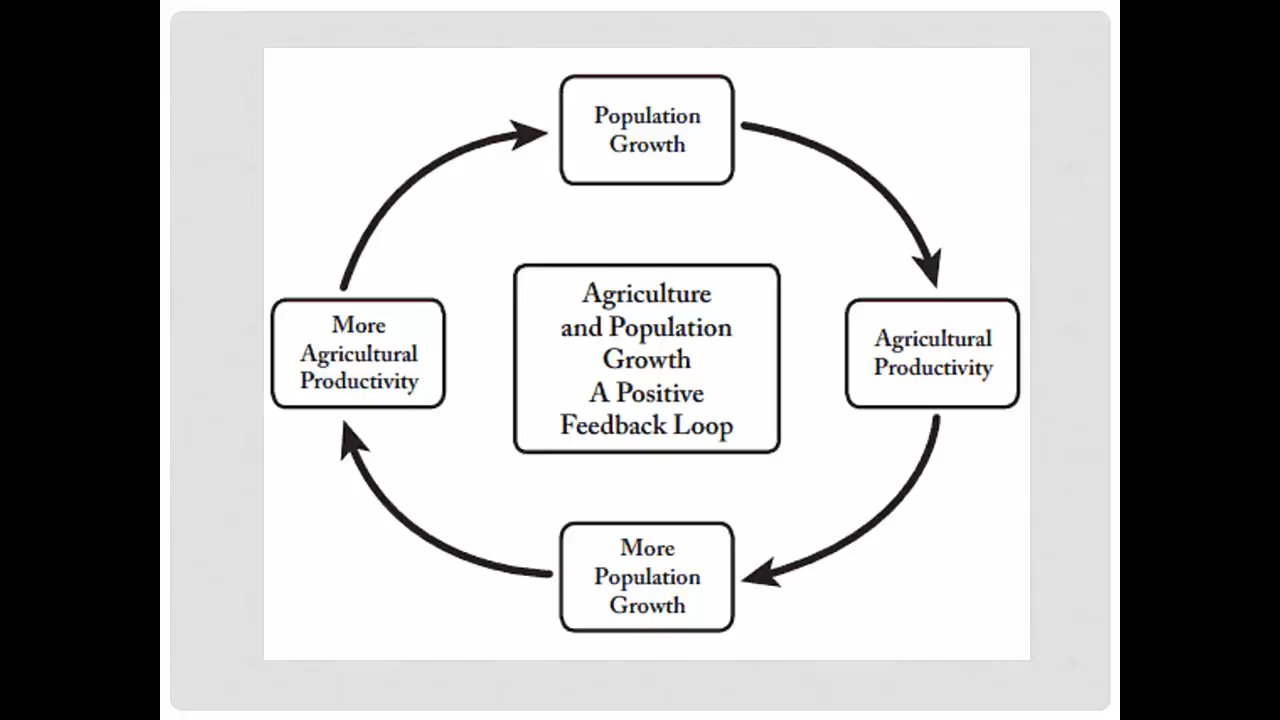 Population
Growth
Agriculture
and Population
Growth
A Positive
Feedback Loop
More
Agricultural
Productivity
Agricultural
Productivity
More
Population
Growth